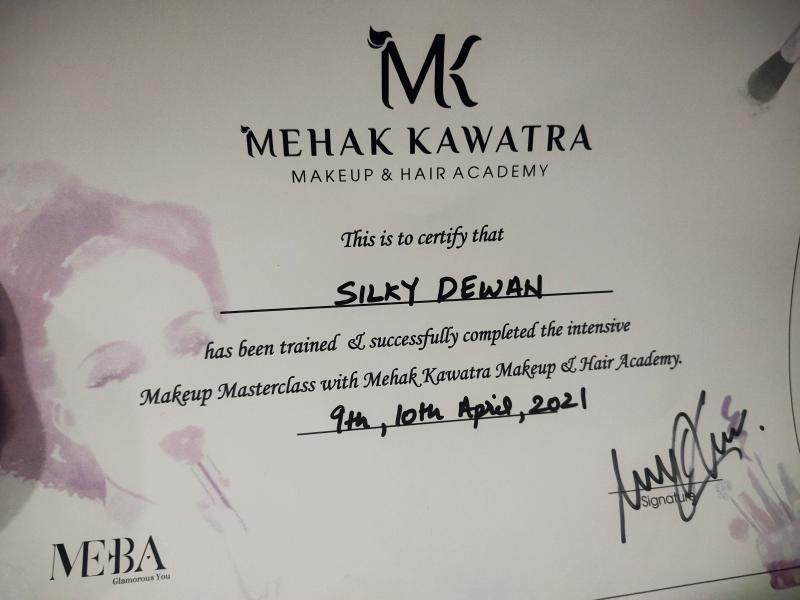 MK
MEHAK KAWATRA
MAKEUP & HAIR ACADEMY
This is to certify that
SILKY DEWAN
has been trained & successfully completed the intensive
Makeup Masterclass with Mehak Kawatra Makeup & Hair Academy.
9th, 10th April, 2021
Signature
MEBA
Glamorous You